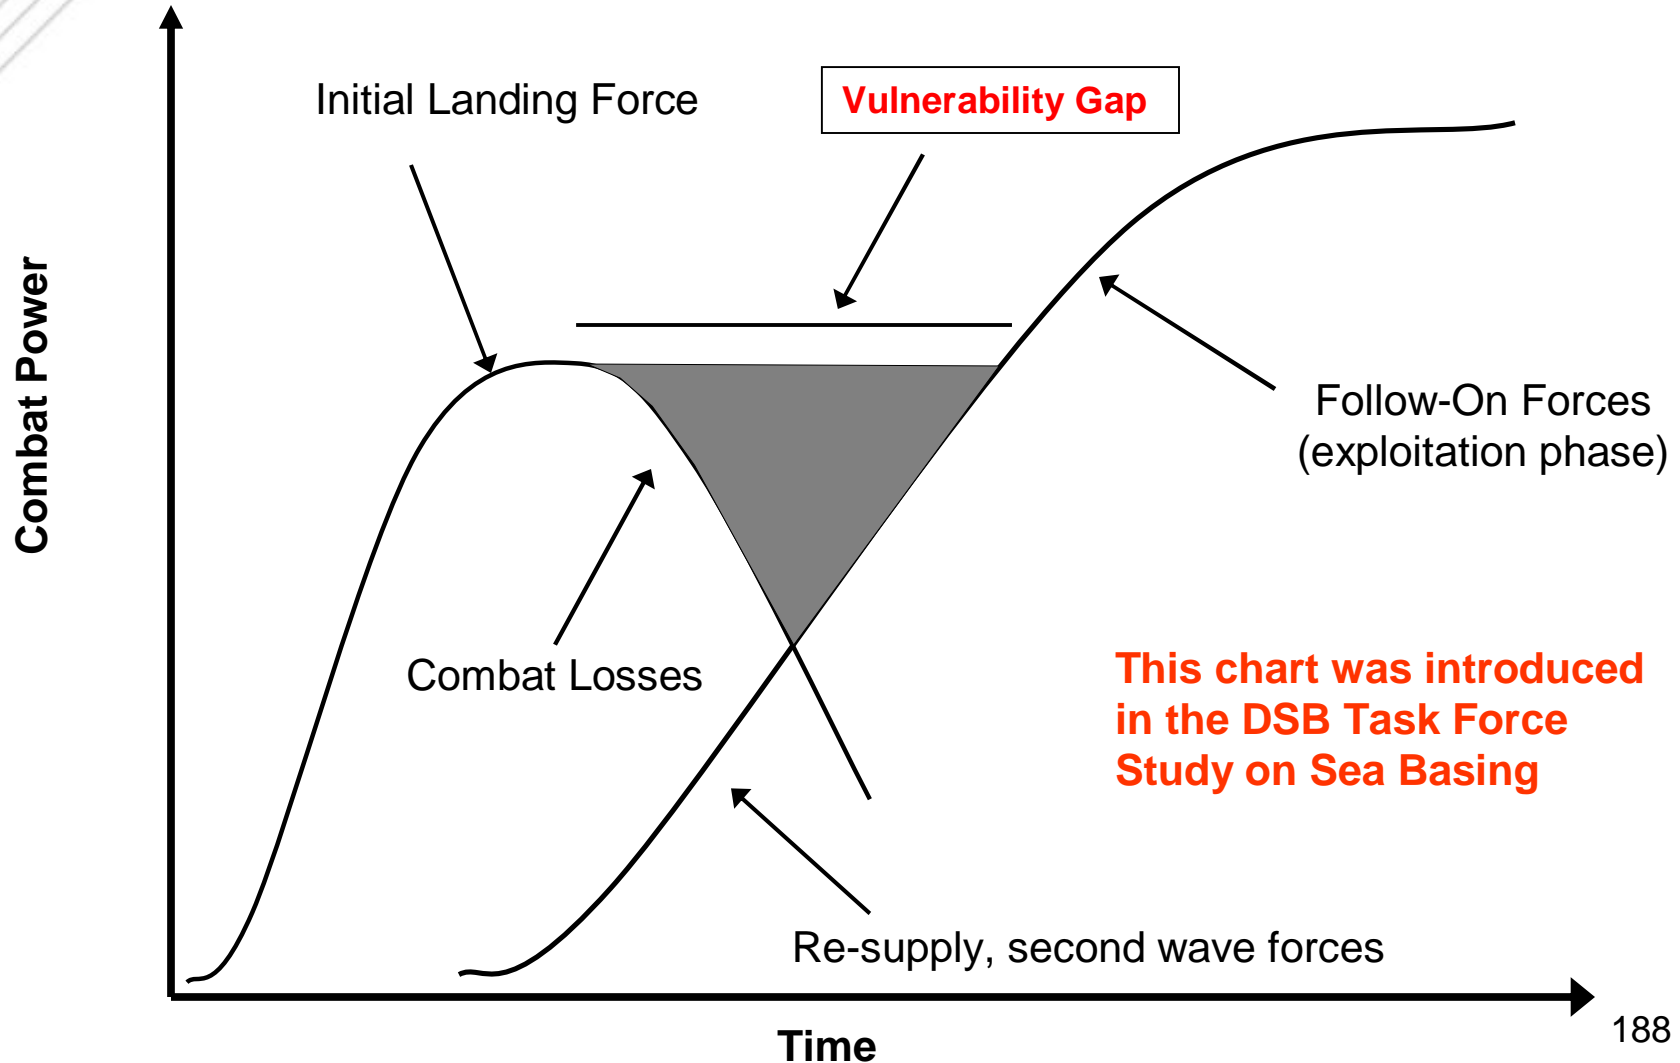 Initial Landing Force
Vulnerability Gap
Combat Power
Follow-On Forces
(exploitation phase)
Combat Losses
This chart was introduced
in the DSB Task Force
Study on Sea Basing
Re-supply, second wave forces
Time
188